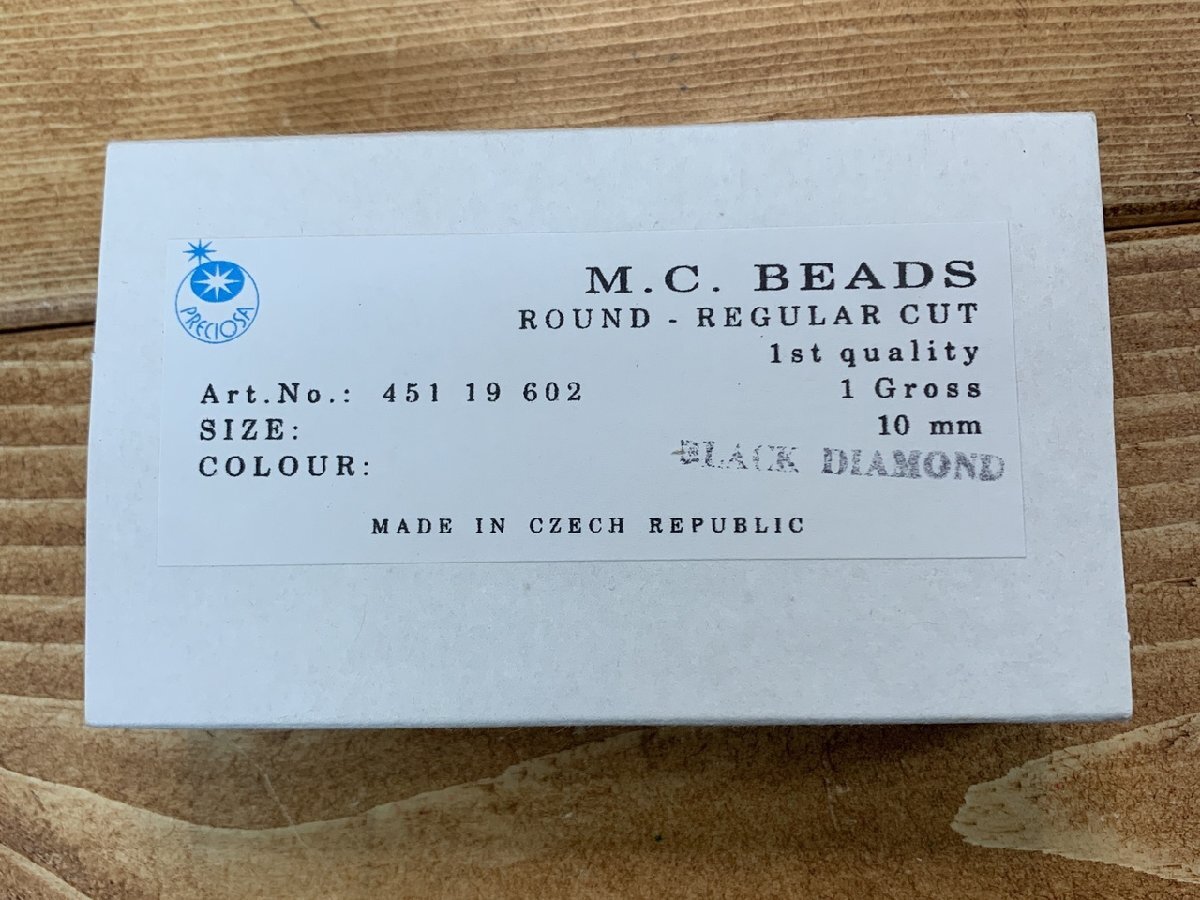 PRECIOSA
M.C. BEADS
ROUND - REGULAR CUT
1st quality
Art.No.: 451 19 602 1 Gross
SIZE: 10 mm
COLOUR: BLACK DIAMOND
MADE IN CZECH REPUBLIC